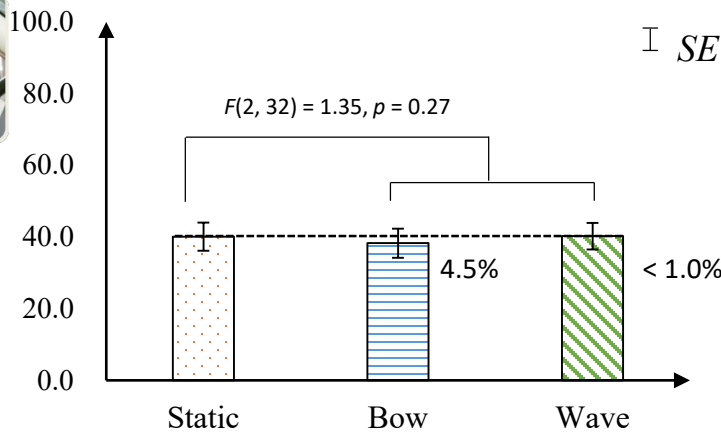 100.0
SE
80.0
F(2, 32) = 1.35, p = 0.27
60.0
40.0
4.5%
< 1.0%
20.0
0.0
Static Bow Wave